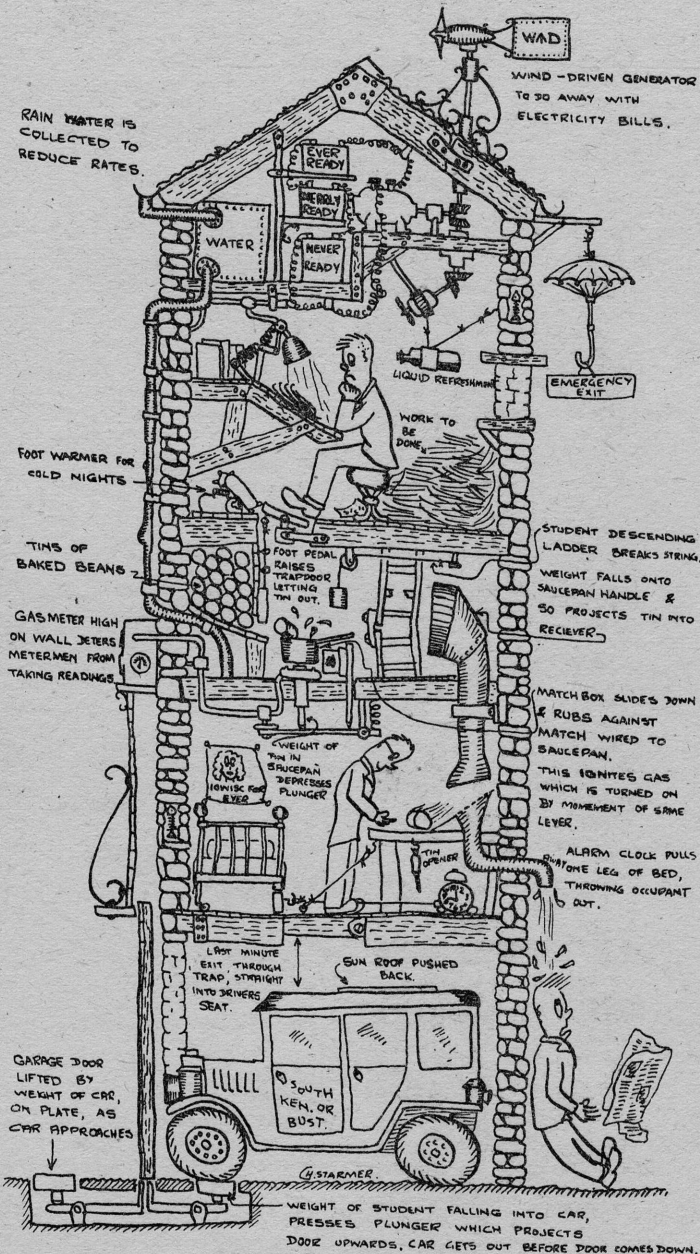 WIND
WIND-DRIVEN GENERATOR
TO DO AWAY WITH
ELECTRICITY BILLS.
RAIN WATER IS
COLLECTED TO
REDUCE RATES.
EVER
READY
NERRLY
READY
NEVER
READY
WATER
LIQUID REFRESHMENT
EMERGENCY
EXIT
WORK TO
BE
DONE
FOOT WARMER FOR
COLD NIGHTS
TINS OF
BAKED BEANS
FOOT PEDAL
RAISES
TRAPDOOR
LETTING
TIN OUT.
STUDENT DESCENDING
LADDER BREAKS STRING,
WEIGHT FALLS ONTO
SAUCEPAN HANDLE &
SO PROJECTS TIN INTO
RECIEVER
GAS METER HIGH
ON WALL DETERS
METERMEN FROM
TAKING READINGS
MATCHBOX SLIDES DOWN
& RUBS AGAINST
MATCH WIRED TO
SAUCEPAN.
THIS IGNITES GAS
WHICH IS TURNED ON
BY MOMEMENT OF SAME
LEVER.
WEIGHT OF
TIN IN
SAUCEPAN
DEPRESSES
PLUNGER
IONISC FOR
EVER
TIN
OPENER
ALARM CLOCK PULLS
AWAY ONE LEG OF BED,
THROWING OCCUPANT
OUT.
LAST MINUTE
EXIT THROUGH
TRAP, STRAIGHT
INTO DRIVERS
SEAT.
SUN ROOF PUSHED
BACK.
SOUTH
KEN. OR
BUST.
GARAGE DOOR
LIFTED BY
WEIGHT OF CAR,
ON PLATE, AS
CAR APPROACHES
C.H. STARMER.
WEIGHT OF STUDENT FALLING INTO CAR,
PRESSES PLUNGER WHICH PROJECTS
DOOR UPWARDS. CAR GETS OUT BEFORE DOOR COMES DOWN